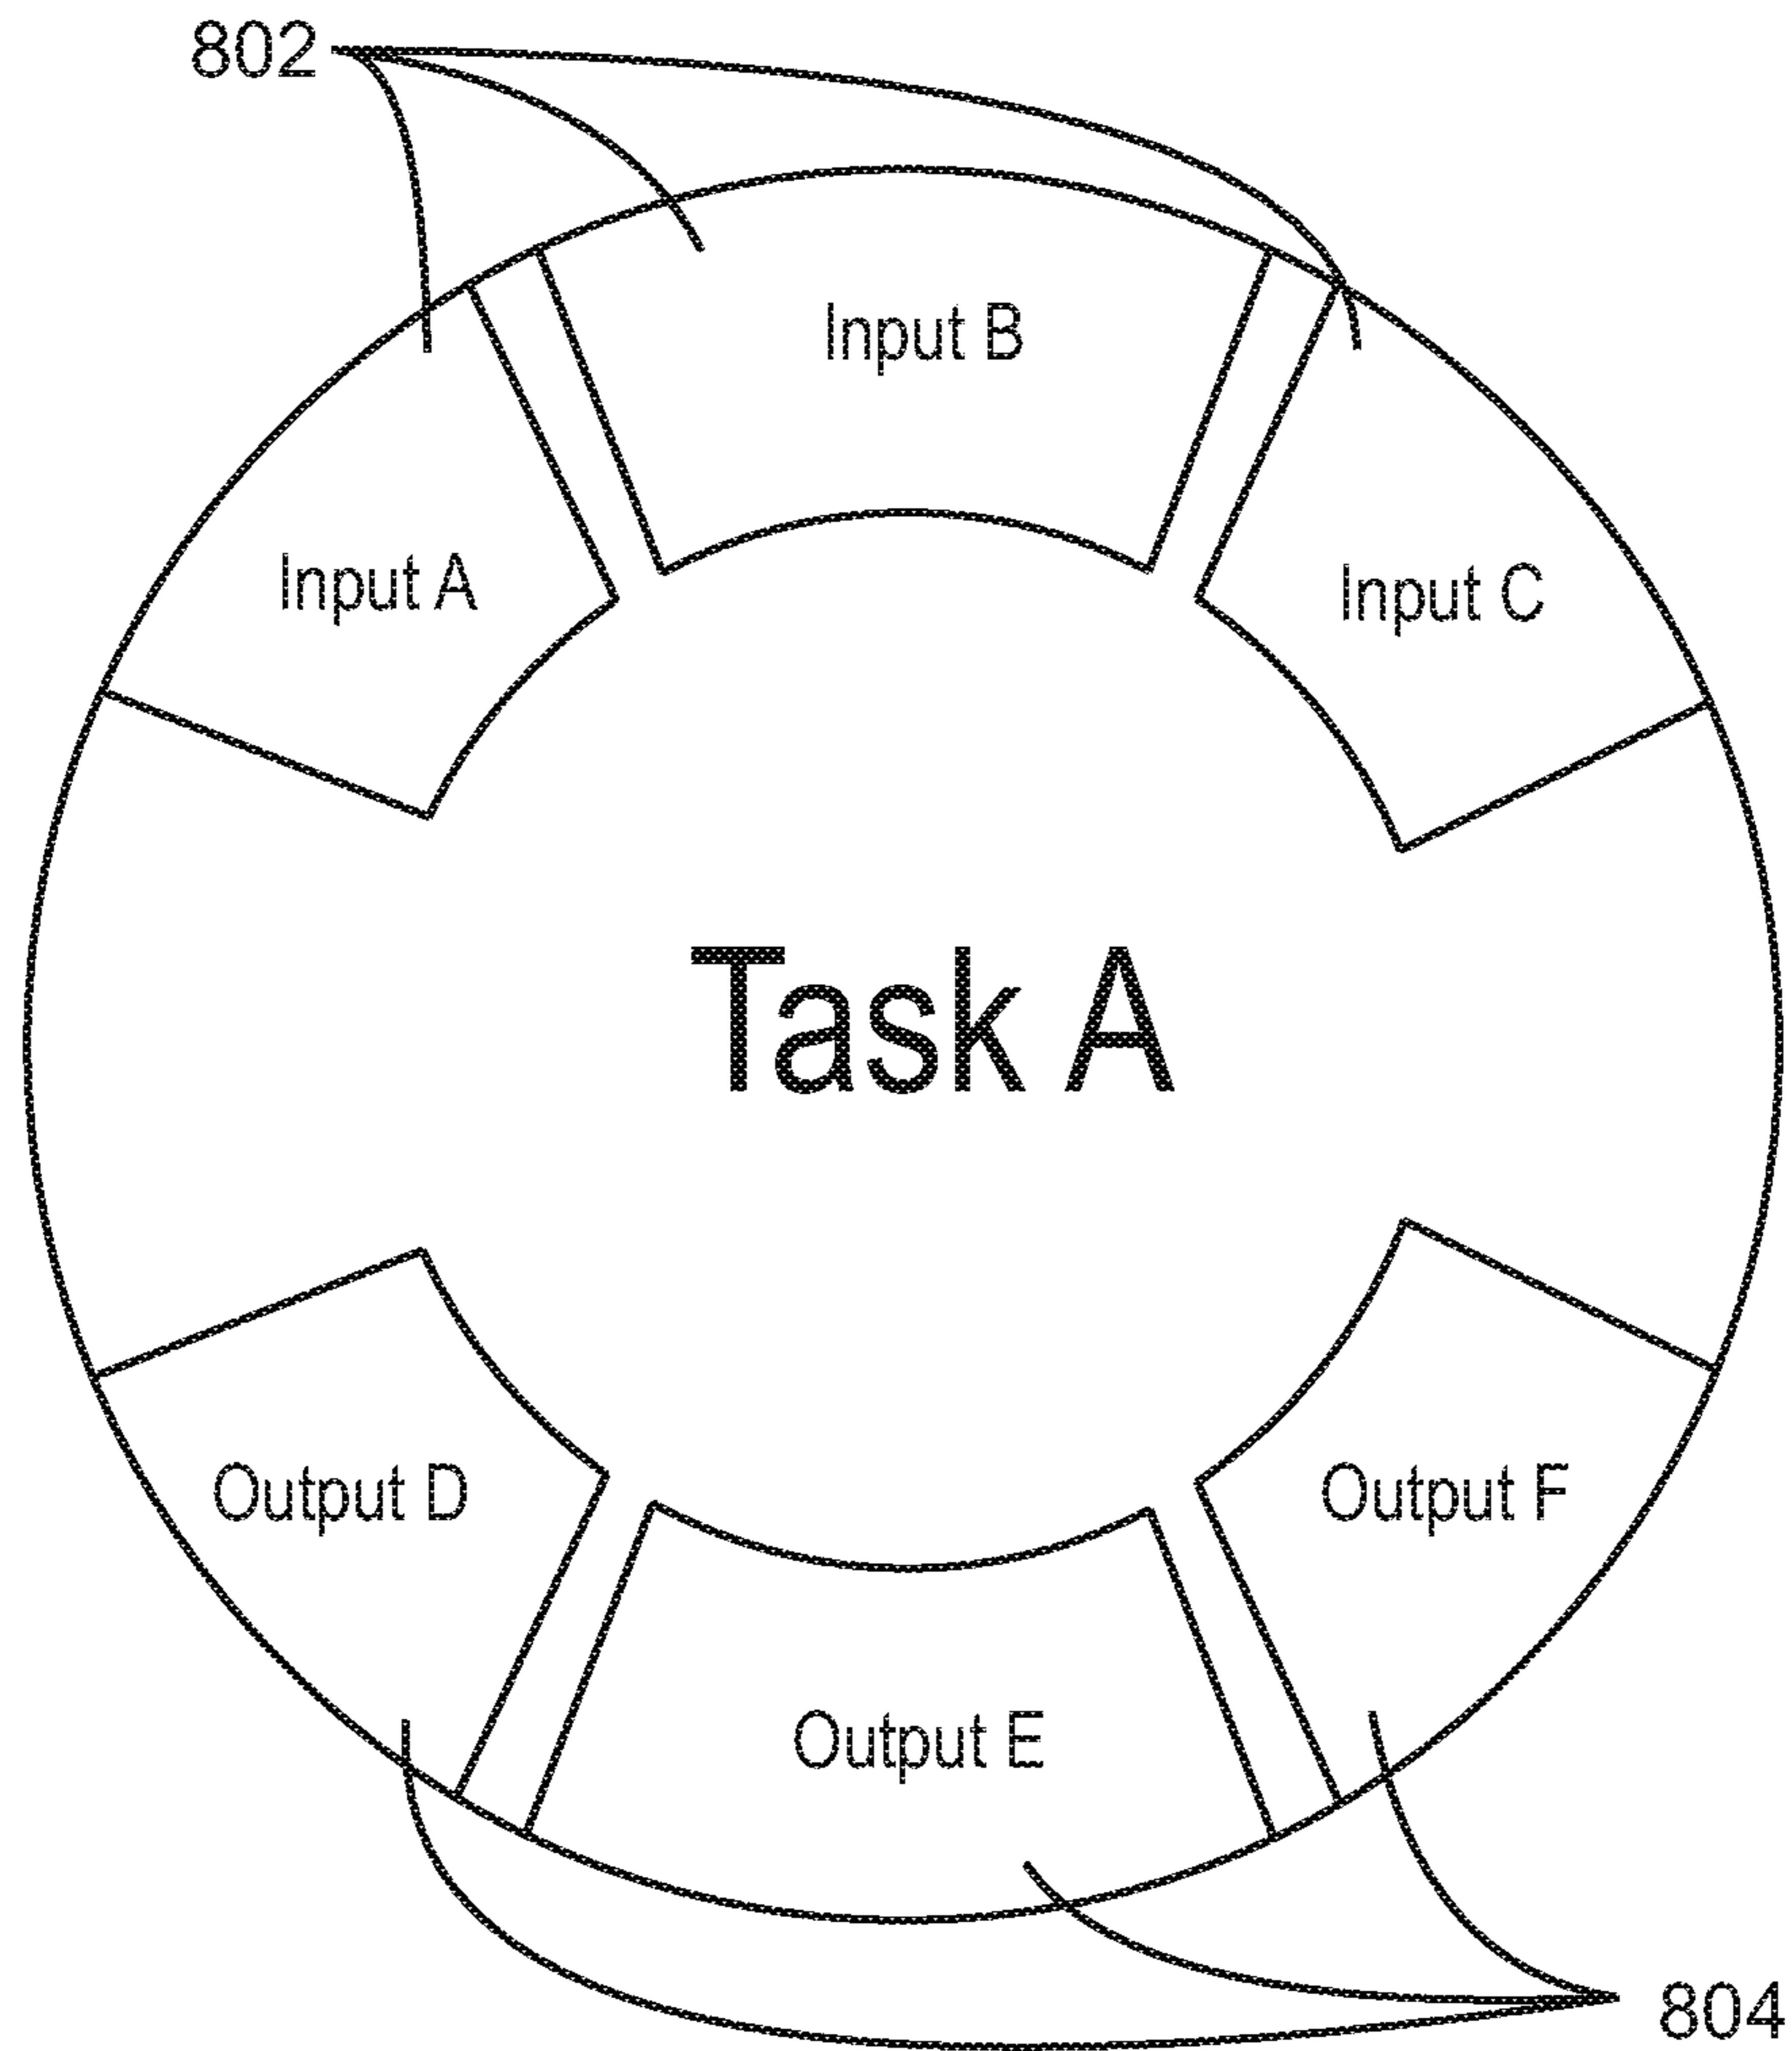 802
Input B
Input A
Input C
Task A
Output D
Output F
Output E
804